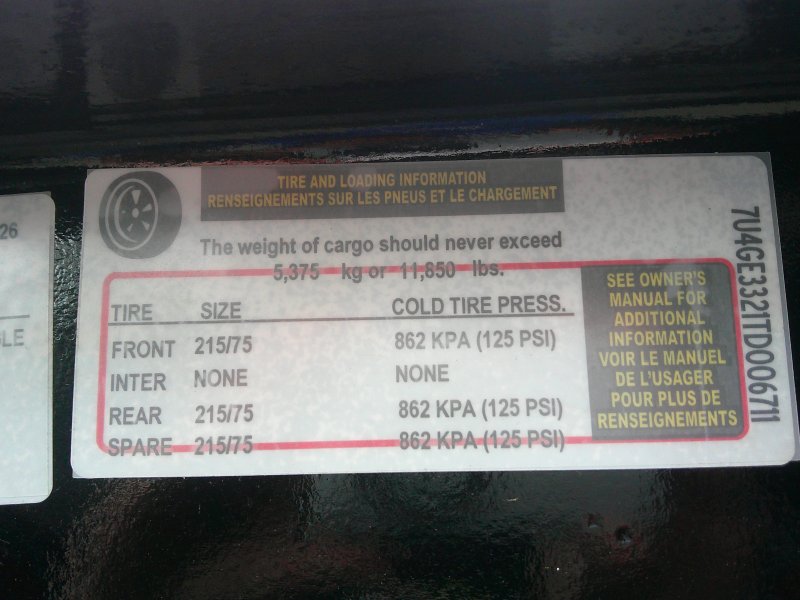 26
GLE
TIRE AND LOADING INFORMATION
RENSEIGNEMENTS SUR LES PNEUS ET LE CHARGEMENT
The weight of cargo should never exceed
5,375 kg or 11,850 lbs.
TIRE SIZE COLD TIRE PRESS.
FRONT 215/75 862 KPA (125 PSI)
INTER NONE NONE
REAR 215/75 862 KPA (125 PSI)
SPARE 215/75 862 KPA (125 PSI)
SEE OWNER'S
MANUAL FOR
ADDITIONAL
INFORMATION
VOIR LE MANUEL
DE L'USAGER
POUR PLUS DE
RENSEIGNEMENTS
7U4GE3321TD006711